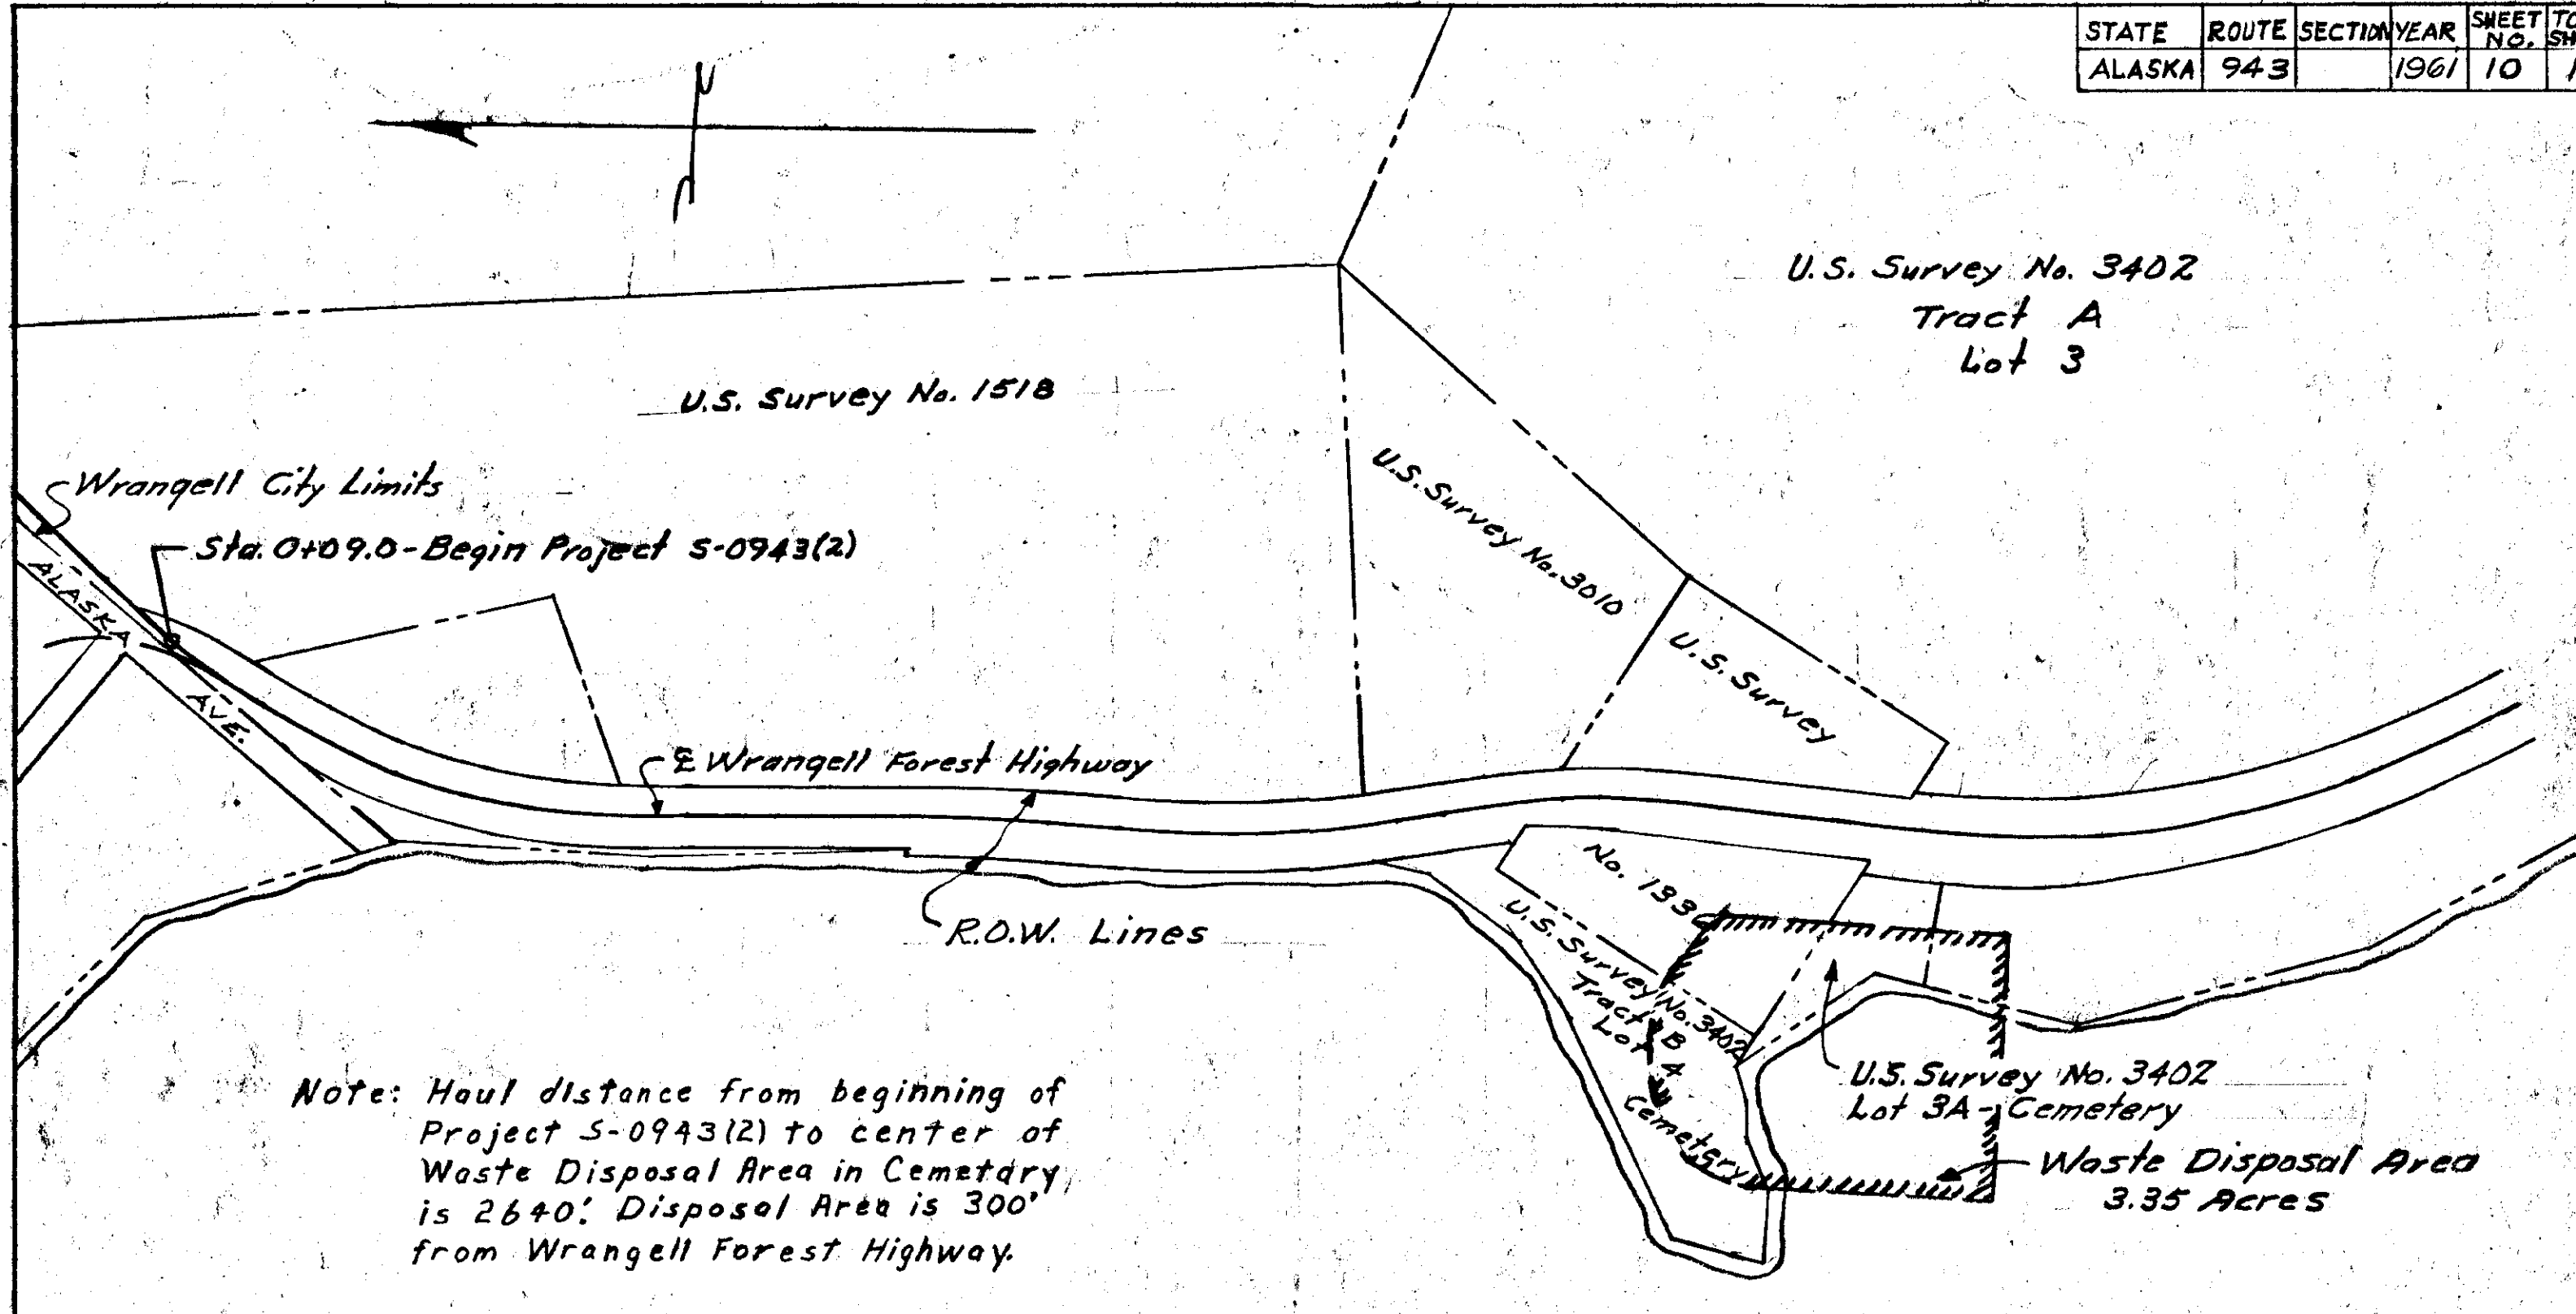 STATE ROUTE SECTION YEAR SHEET NO.
ALASKA 943 1961 10
N
U.S. Survey No. 3402
Tract A
Lot 3
U.S. Survey No. 1518
Wrangell City Limits
Sta. 0+09.0-Begin Project S-0943(2)
ALASKA
AVE.
U.S. Survey No. 3010
U.S. Survey
No. 133
℄ Wrangell Forest Highway
R.O.W. Lines
U.S. Survey No. 3402
Tract B
Lot A
Cemetery
U.S. Survey No. 3402
Lot 3A - Cemetery
Waste Disposal Area
3.35 Acres
Note: Haul distance from beginning of
Project S-0943(2) to center of
Waste Disposal Area in Cemetary
is 2640'. Disposal Area is 300'
from Wrangell Forest Highway.